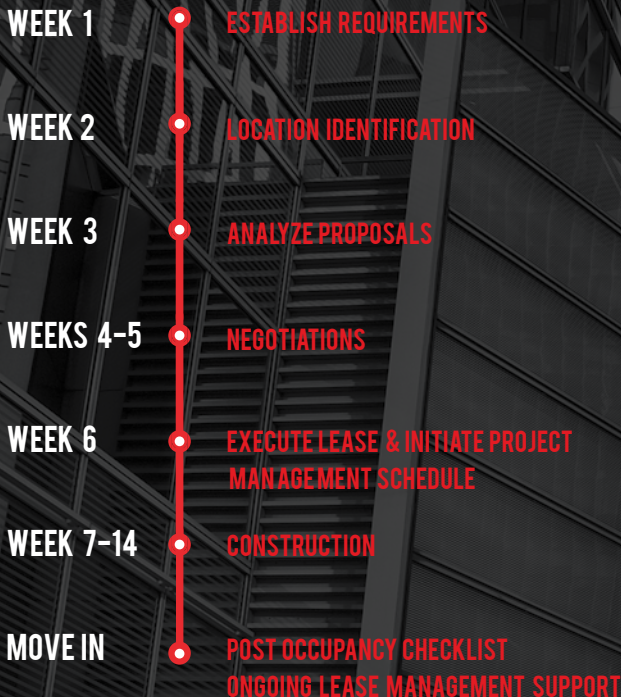 WEEK 1 ESTABLISH REQUIREMENTS
WEEK 2 LOCATION IDENTIFICATION
WEEK 3 ANALYZE PROPOSALS
WEEKS 4-5 NEGOTIATIONS
WEEK 6 EXECUTE LEASE & INITIATE PROJECT
MANAGEMENT SCHEDULE
WEEK 7-14 CONSTRUCTION
MOVE IN POST OCCUPANCY CHECKLIST
ONGOING LEASE MANAGEMENT SUPPORT